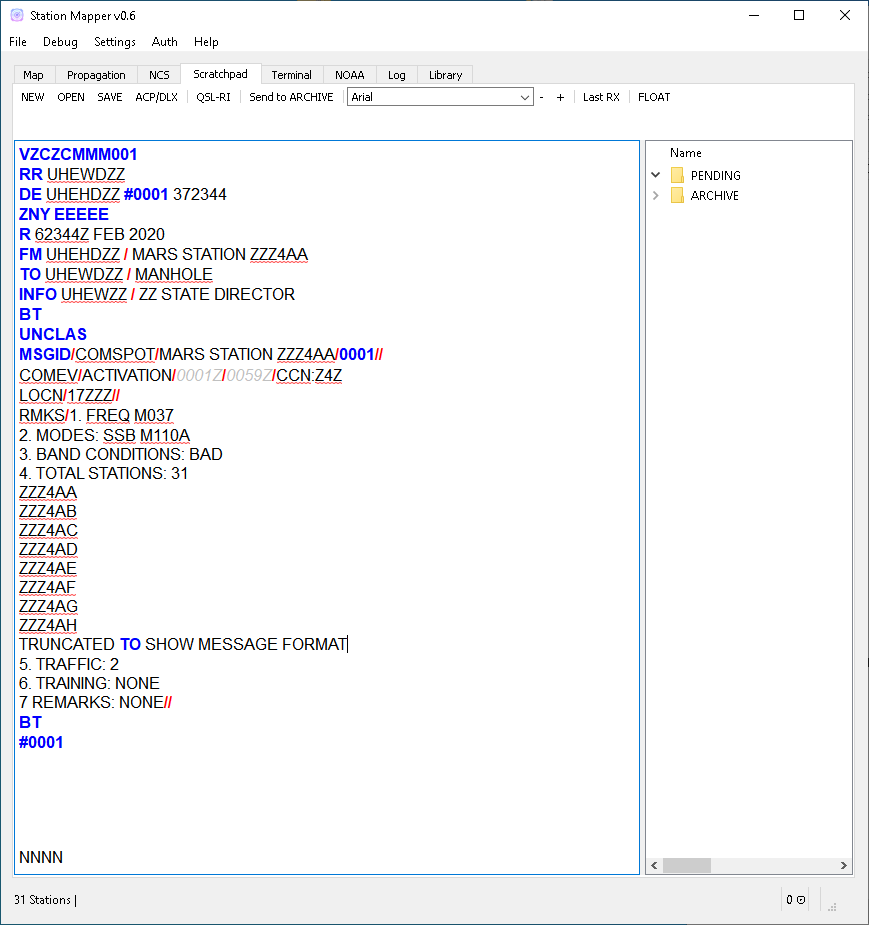 Station Mapper v0.6
File Debug Settings Auth Help
Map Propagation NCS Scratchpad Terminal NOAA Log Library
NEW OPEN SAVE ACP/DLX QSL-RI Send to ARCHIVE Arial - + Last RX FLOAT
VZCZCMMM001
RR UHEWDZZ
DE UHEHDZZ #0001 372344
ZNY EEEEE
R 62344Z FEB 2020
FM UHEHDZZ / MARS STATION ZZZ4AA
TO UHEWDZZ / MANHOLE
INFO UHEWZZ / ZZ STATE DIRECTOR
BT
UNCLAS
MSGID/COMSPOT/MARS STATION ZZZ4AA/0001//
COMEV/ACTIVATION/0001Z/0059Z/CCN:Z4Z
LOCN/17ZZZ//
RMKS/1. FREQ M037
2. MODES: SSB M110A
3. BAND CONDITIONS: BAD
4. TOTAL STATIONS: 31
ZZZ4AA
ZZZ4AB
ZZZ4AC
ZZZ4AD
ZZZ4AE
ZZZ4AF
ZZZ4AG
ZZZ4AH
TRUNCATED TO SHOW MESSAGE FORMAT
5. TRAFFIC: 2
6. TRAINING: NONE
7 REMARKS: NONE//
BT
#0001
NNNN
Name
PENDING
ARCHIVE
31 Stations |
0